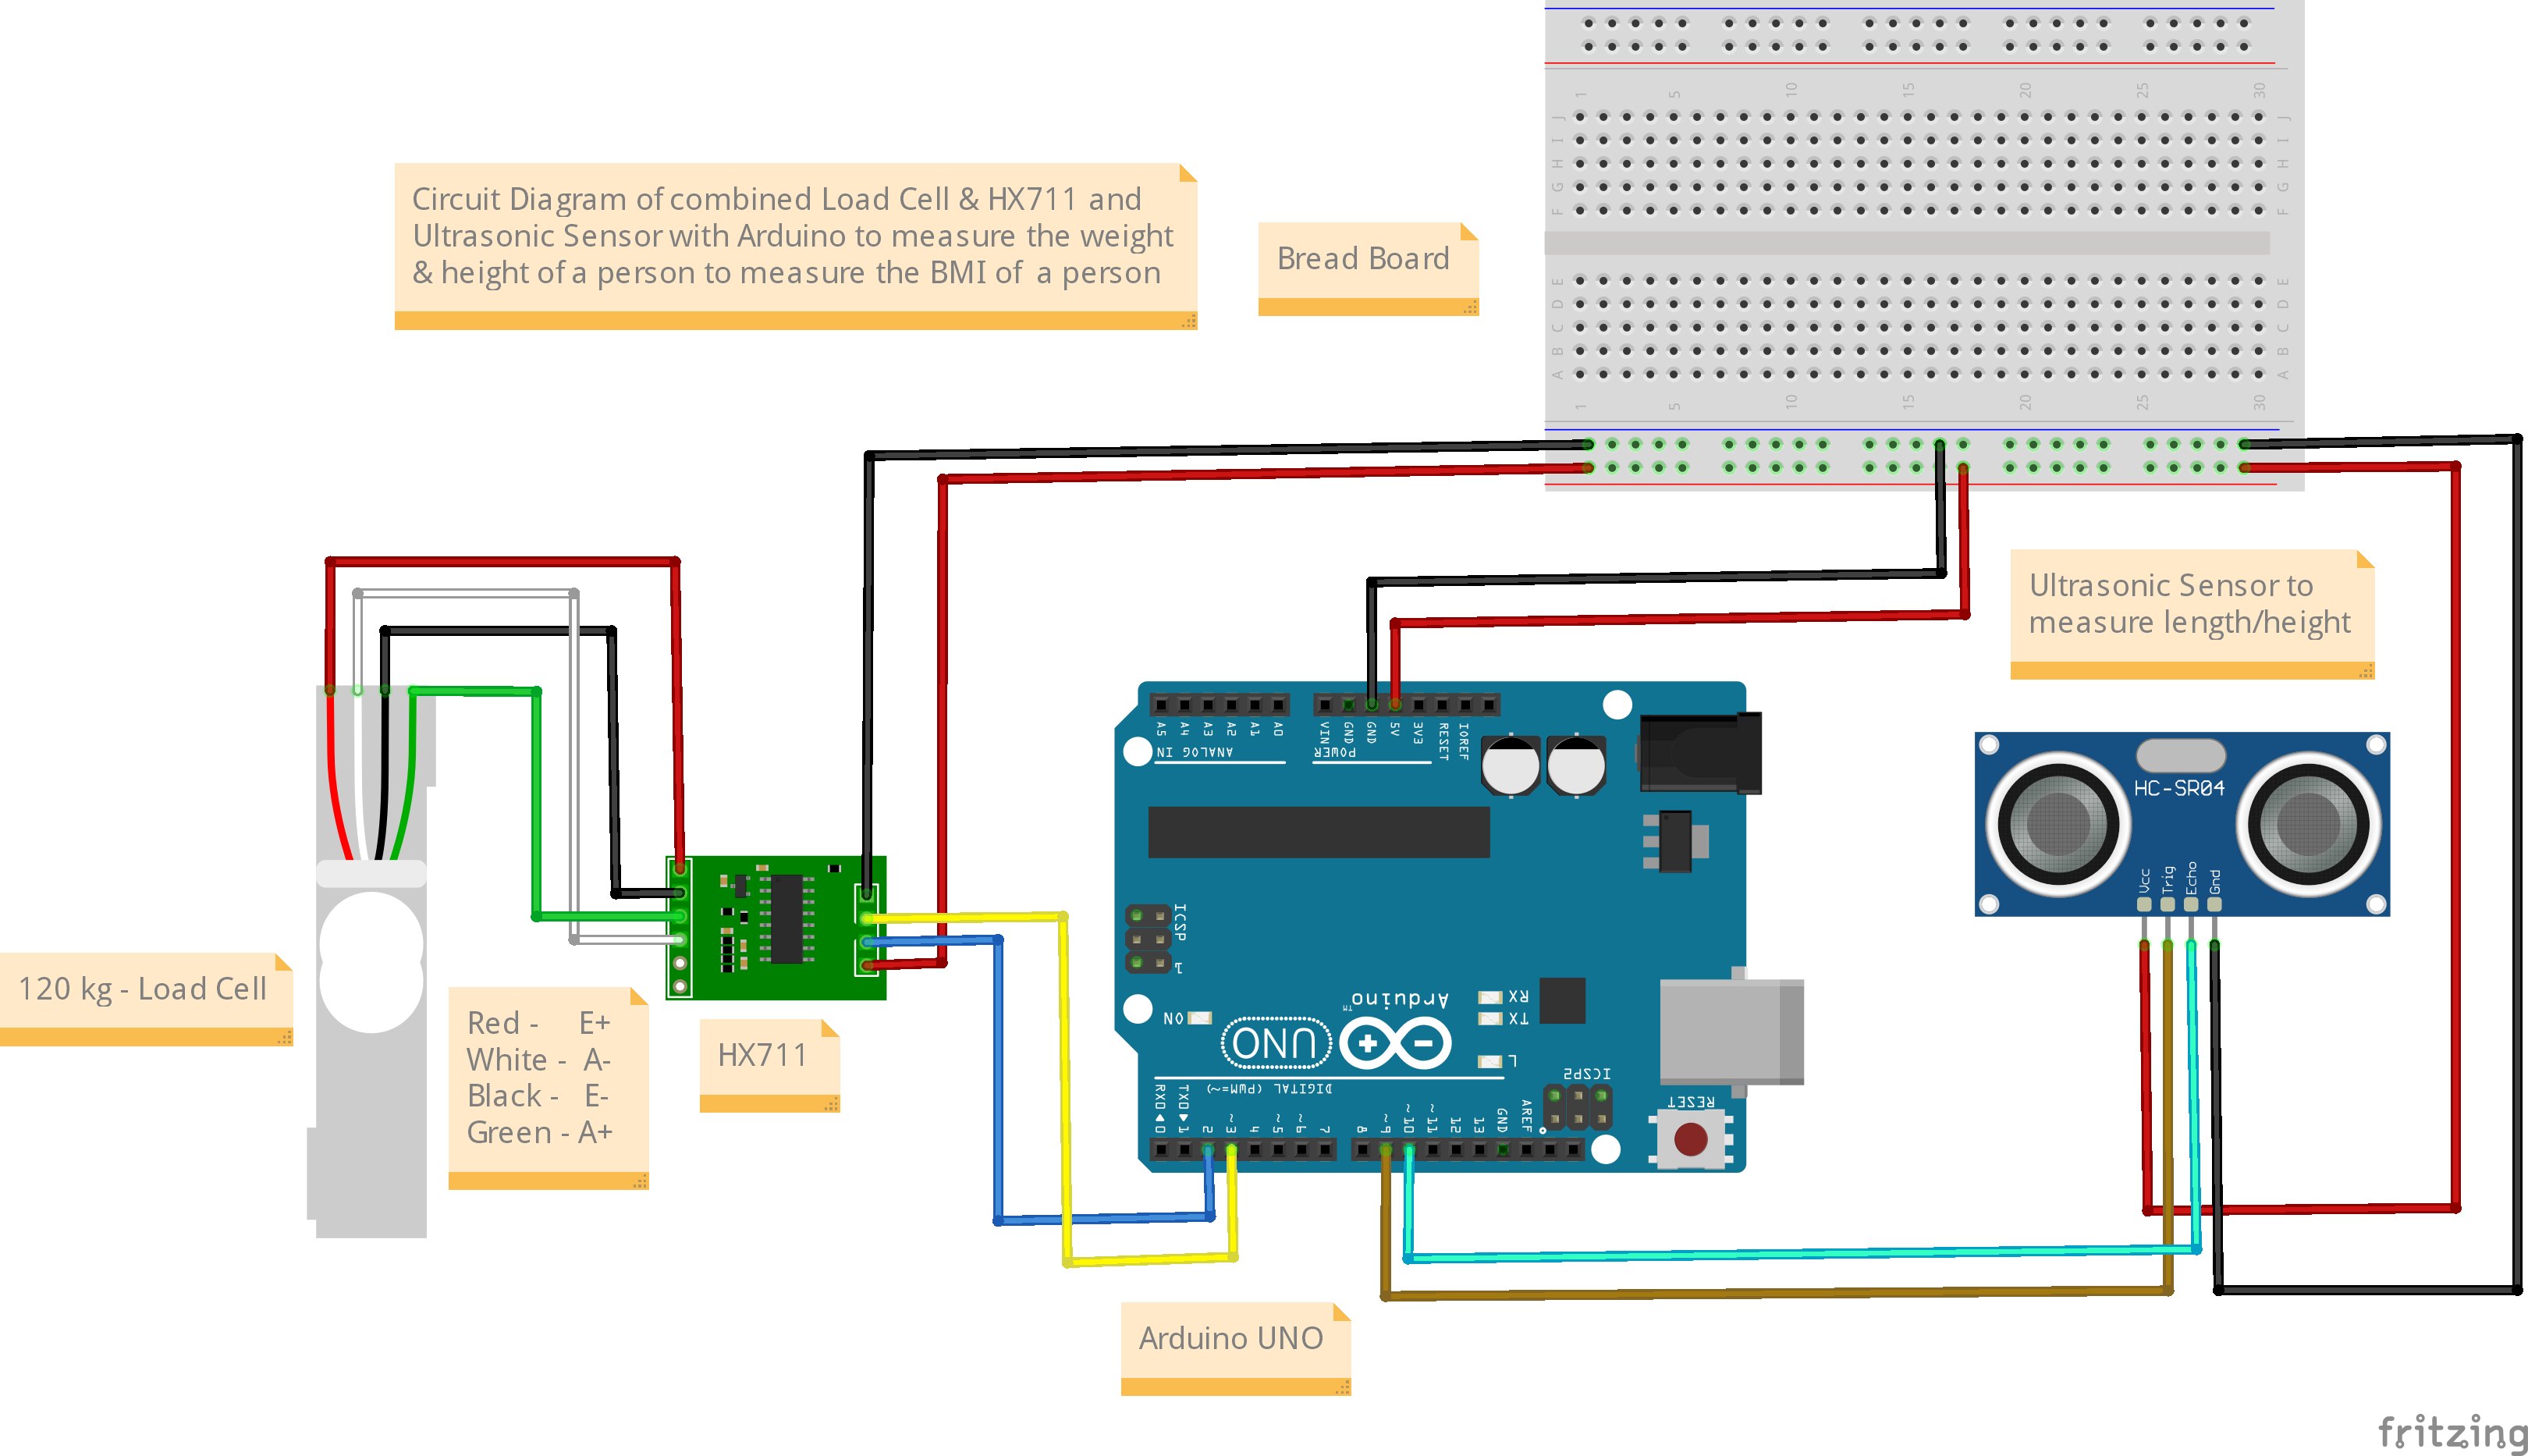 1 5 10 15 20 25 30
J J
I I
H H
G G
F F
Circuit Diagram of combined Load Cell & HX711 and
Ultrasonic Sensor with Arduino to measure the weight
& height of a person to measure the BMI of a person
Bread Board
E E
D D
C C
B B
A A
1 5 10 15 20 25 30
Ultrasonic Sensor to
measure length/height
A5 A4 A3 A2 A1 A0 VIN GND GND 5V 3V3 RESET IOREF
ANALOG IN POWER
HC-SR04
Vcc Trig Echo Gnd
ICSP
1
120 kg - Load Cell
Red - E+
White - A-
Black - E-
Green - A+
HX711
Arduino
TM
ON
UNO
RX
TX
L
DIGITAL (PWM=~)
ICSP2
RESET
RX0 ◀ 0 TX0 ▶ 1 2 ~3 4 ~5 ~6 7 8 ~9 ~10 ~11 12 13 GND AREF
Arduino UNO
fritzing